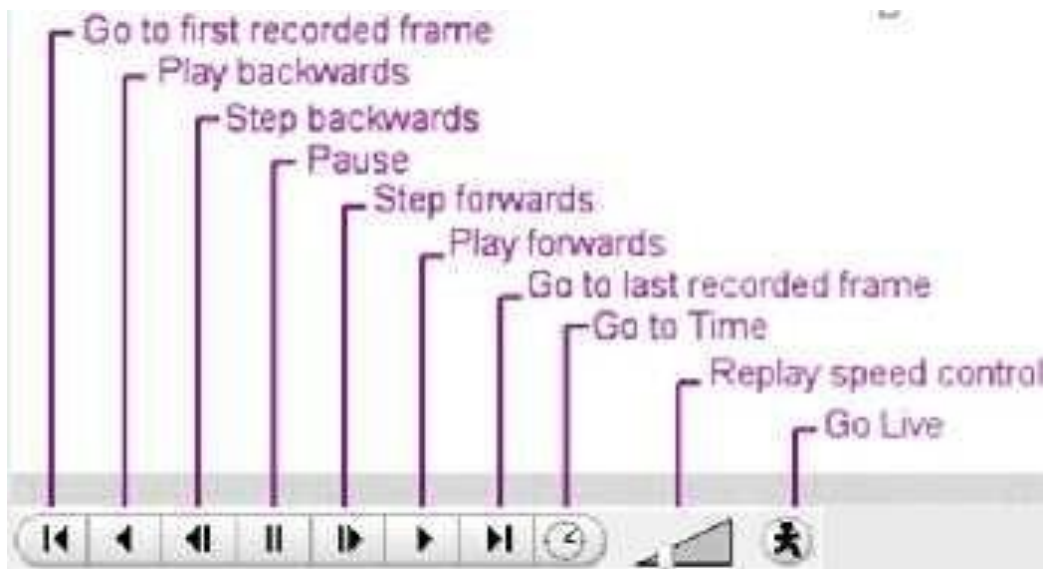 Go to first recorded frame
Play backwards
Step backwards
Pause
Step forwards
Play forwards
Go to last recorded frame
Go to Time
Replay speed control
Go Live